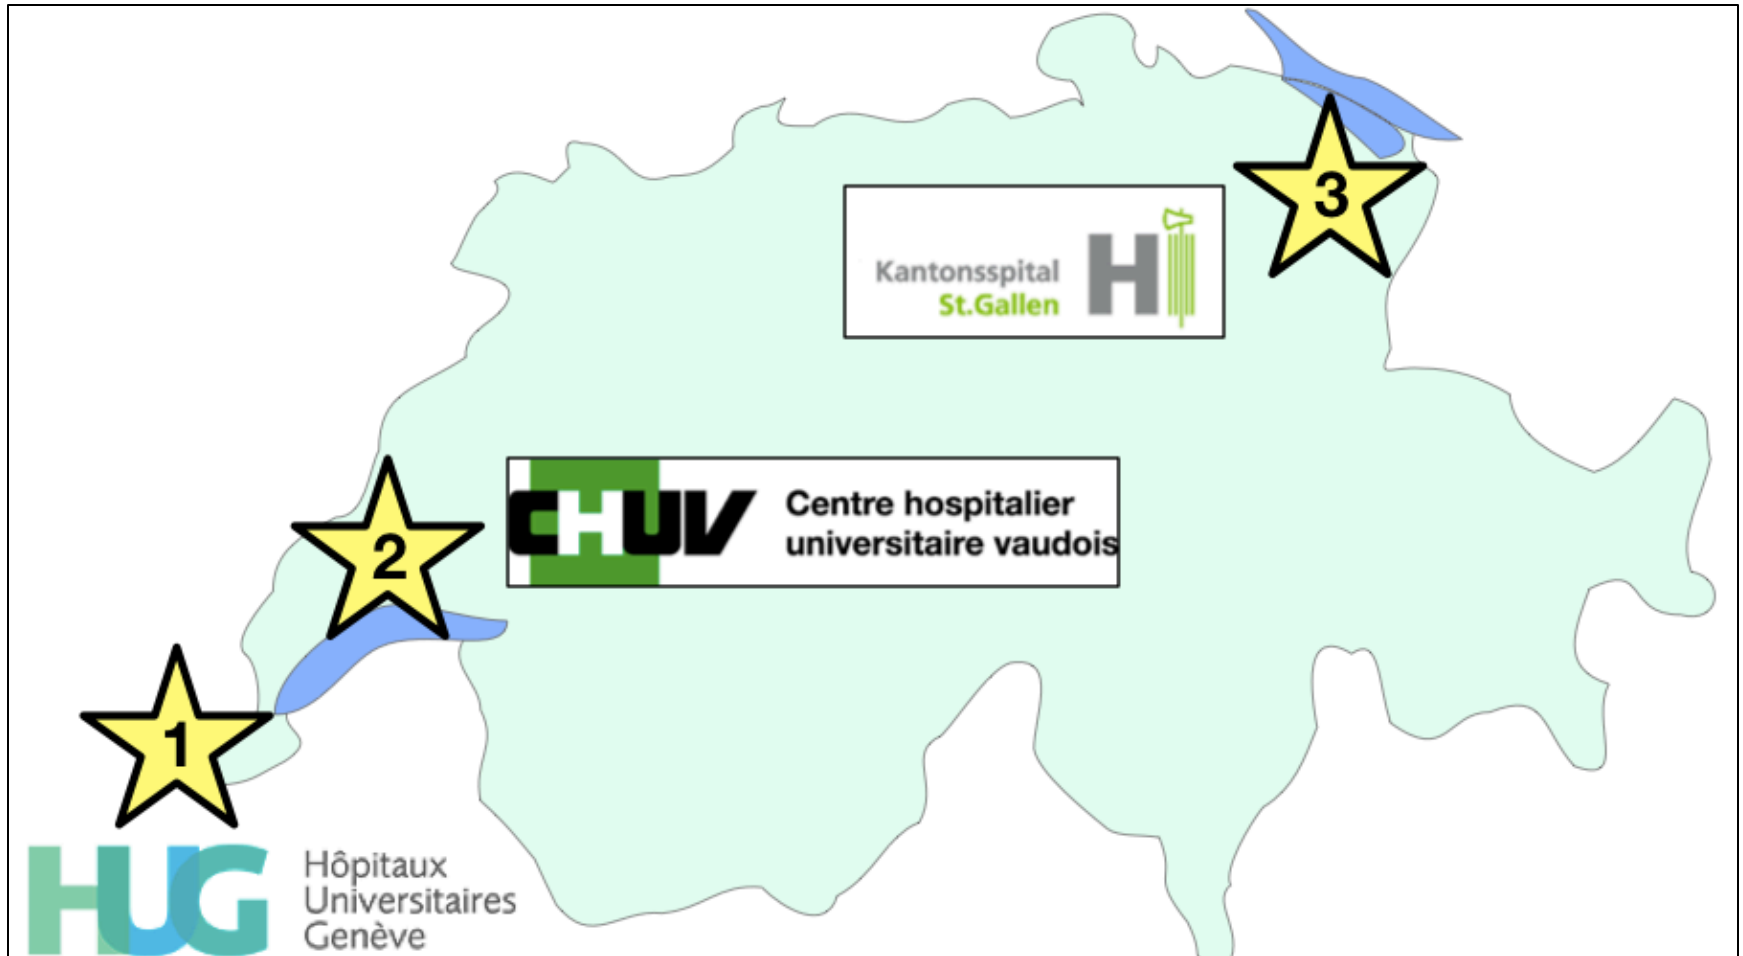 3
Kantonsspital
St.Gallen
H
2
CHUV
Centre hospitalier
universitaire vaudois
1
HUG
Hôpitaux
Universitaires
Genève